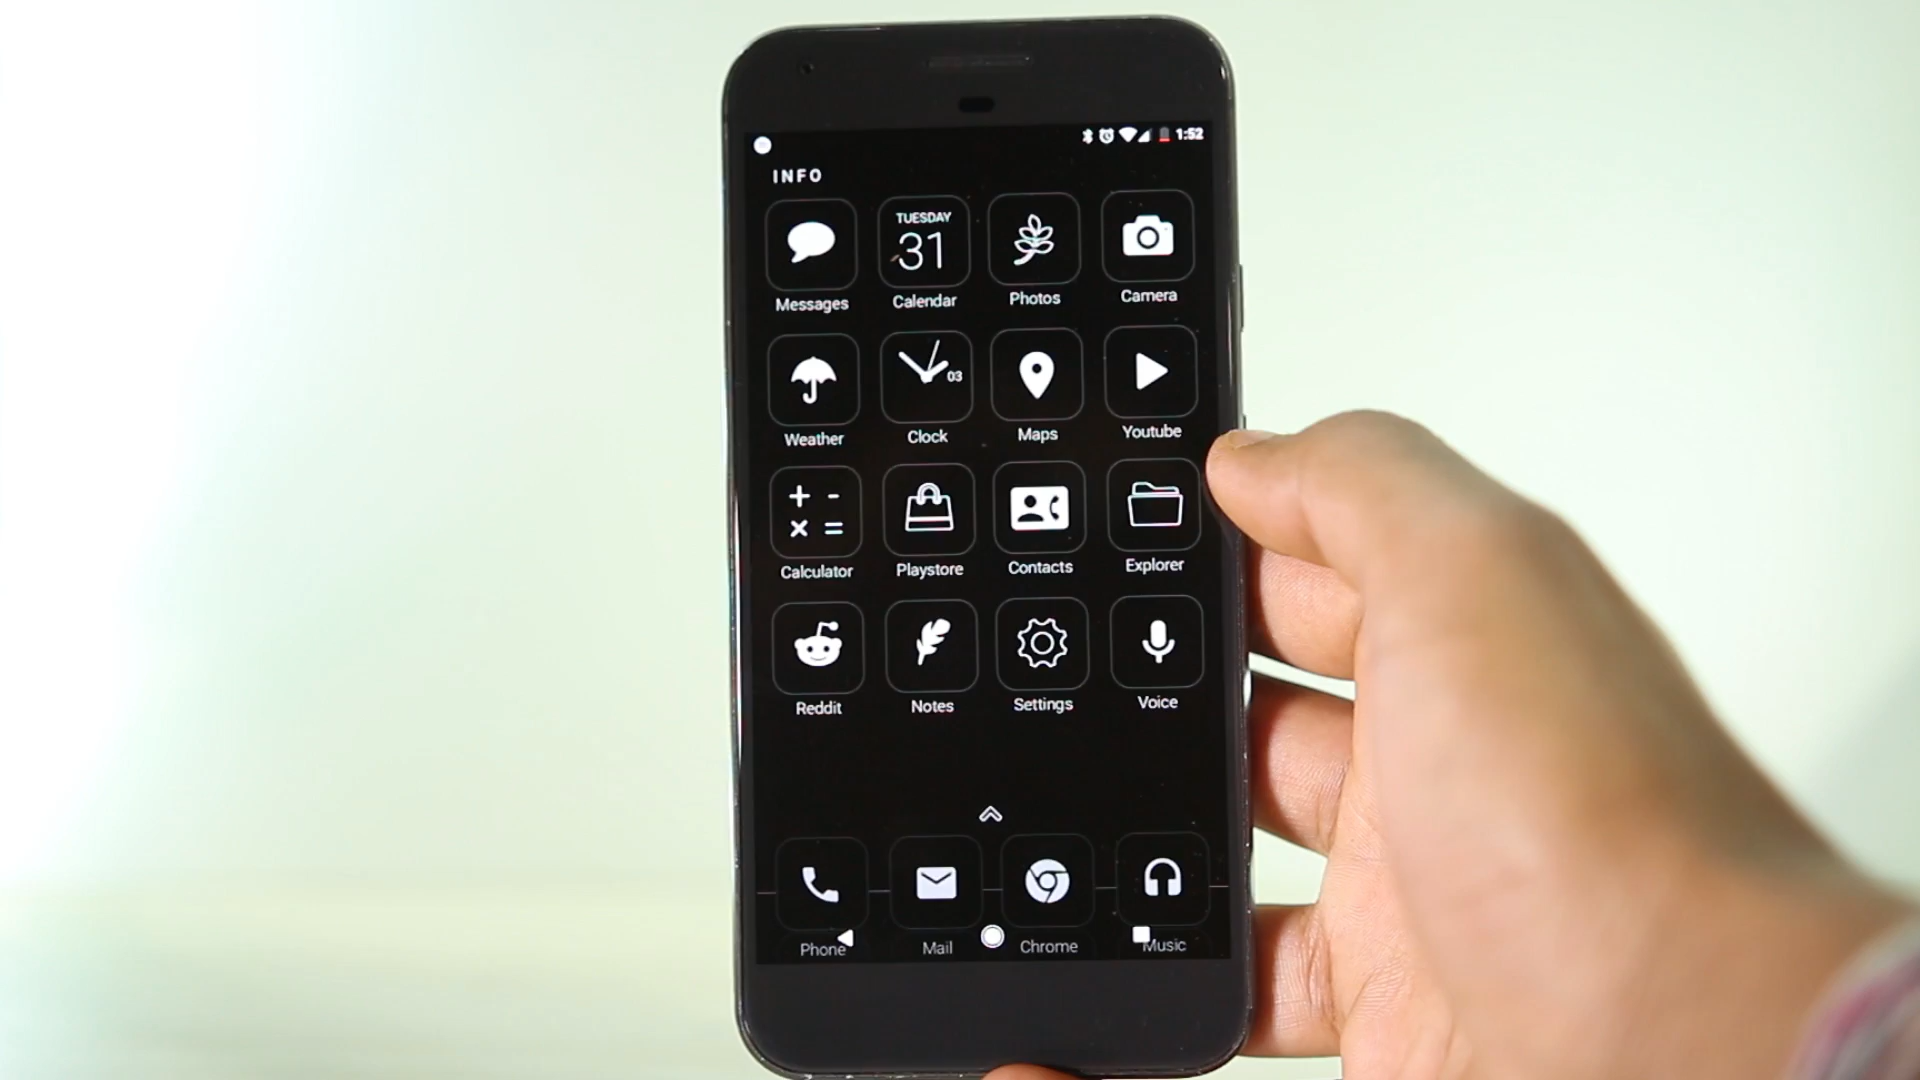 1:52
INFO
TUESDAY
31
Messages Calendar Photos Camera
03
Weather Clock Maps Youtube
Calculator Playstore Contacts Explorer
Reddit Notes Settings Voice
Phone Mail Chrome Music